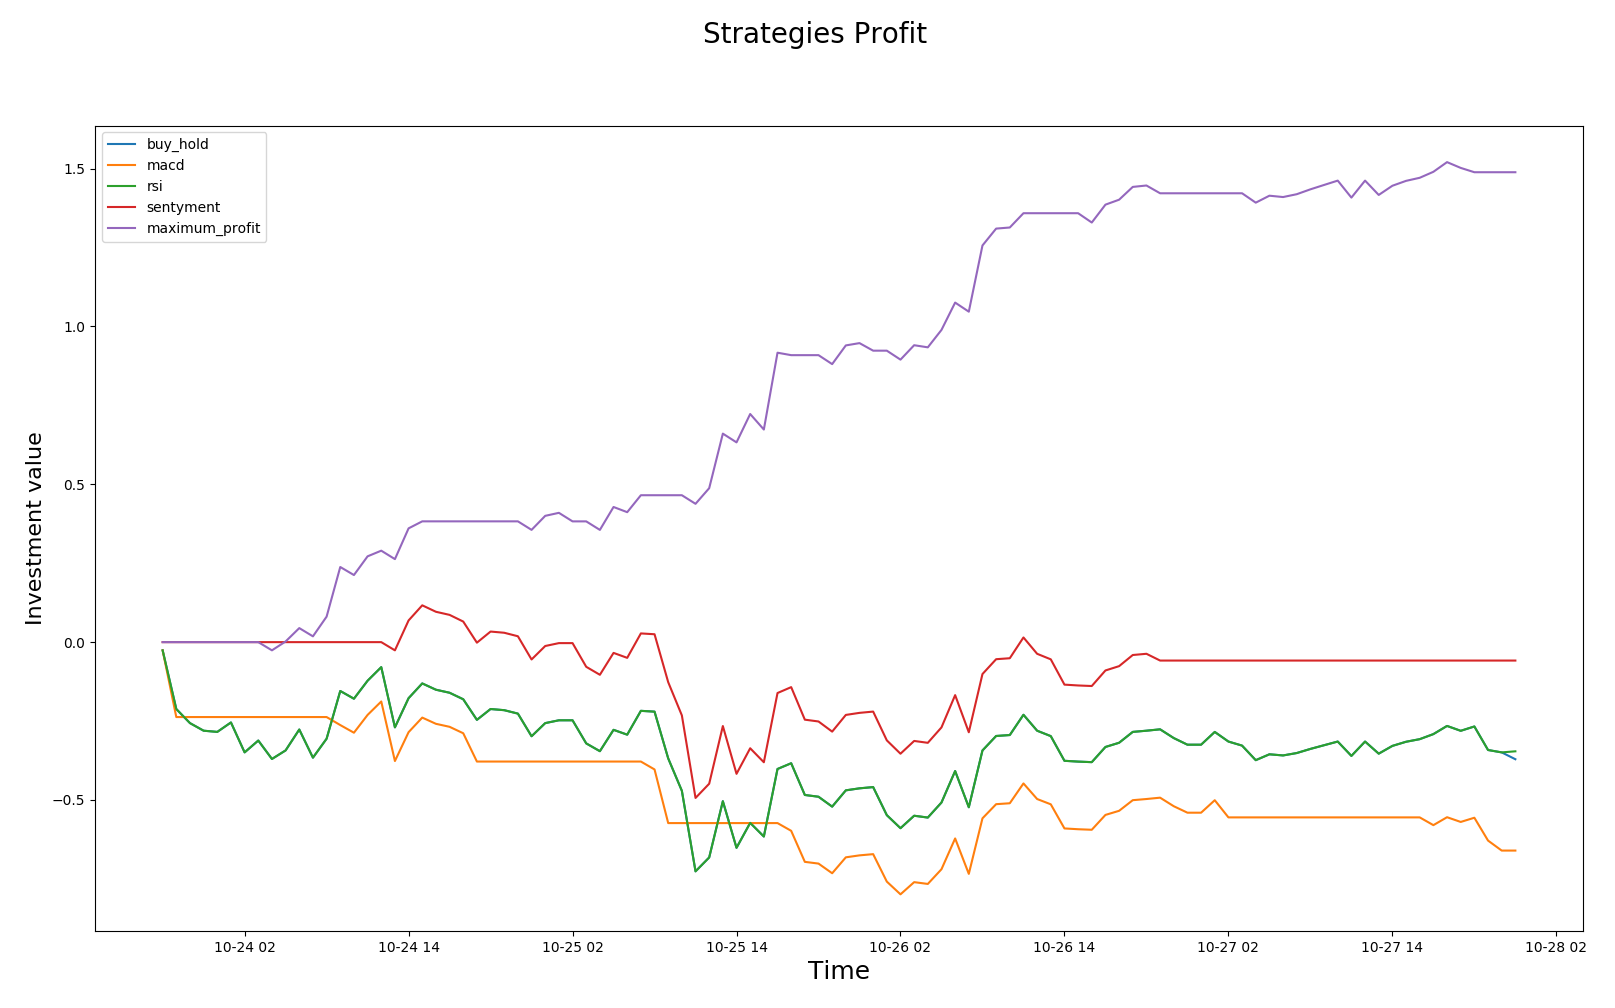 Strategies Profit
buy_hold
macd
rsi
sentyment
maximum_profit
1.5
1.0
0.5
0.0
−0.5
Investment value
10-24 02
10-24 14
10-25 02
10-25 14
10-26 02
10-26 14
10-27 02
10-27 14
10-28 02
Time